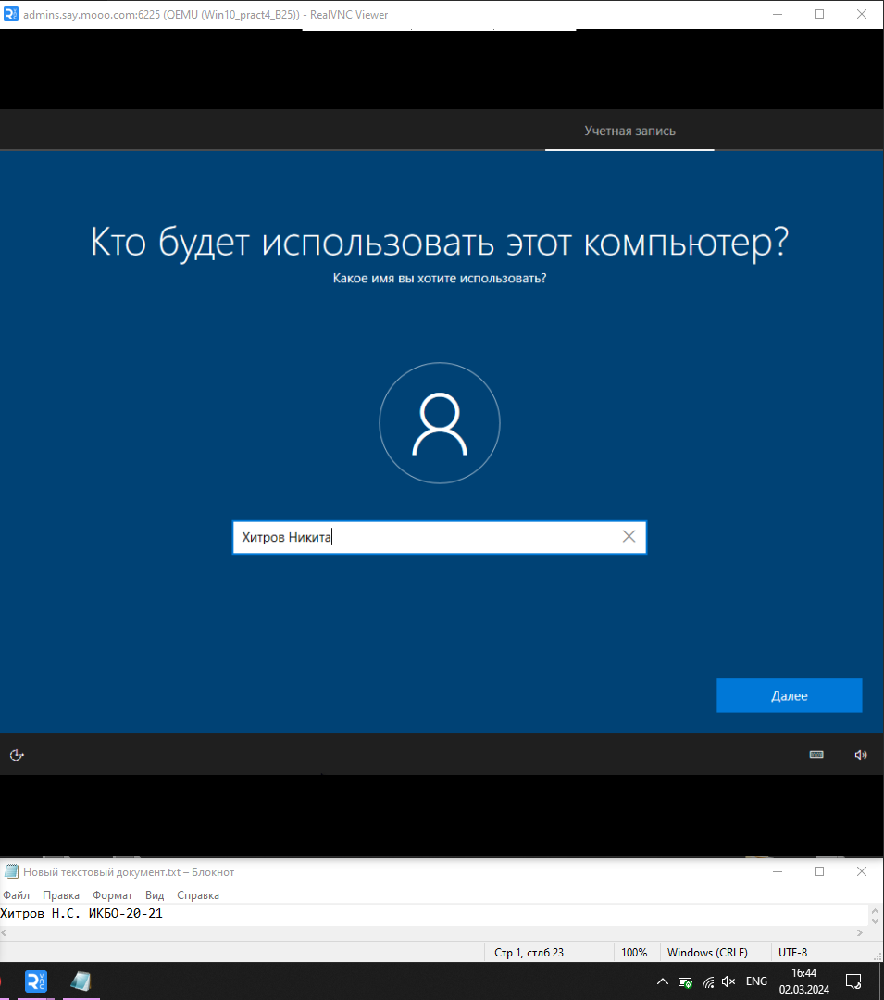 admins.say.mooo.com:6225 (QEMU (Win10_pract4_B25)) - RealVNC Viewer
Учетная запись
Кто будет использовать этот компьютер?
Какое имя вы хотите использовать?
Хитров Никита
Далее
Новый текстовый документ.txt – Блокнот
Файл Правка Формат Вид Справка
Хитров Н.С. ИКБО-20-21
Стр 1, стлб 23 100% Windows (CRLF) UTF-8
ENG 16:44
02.03.2024